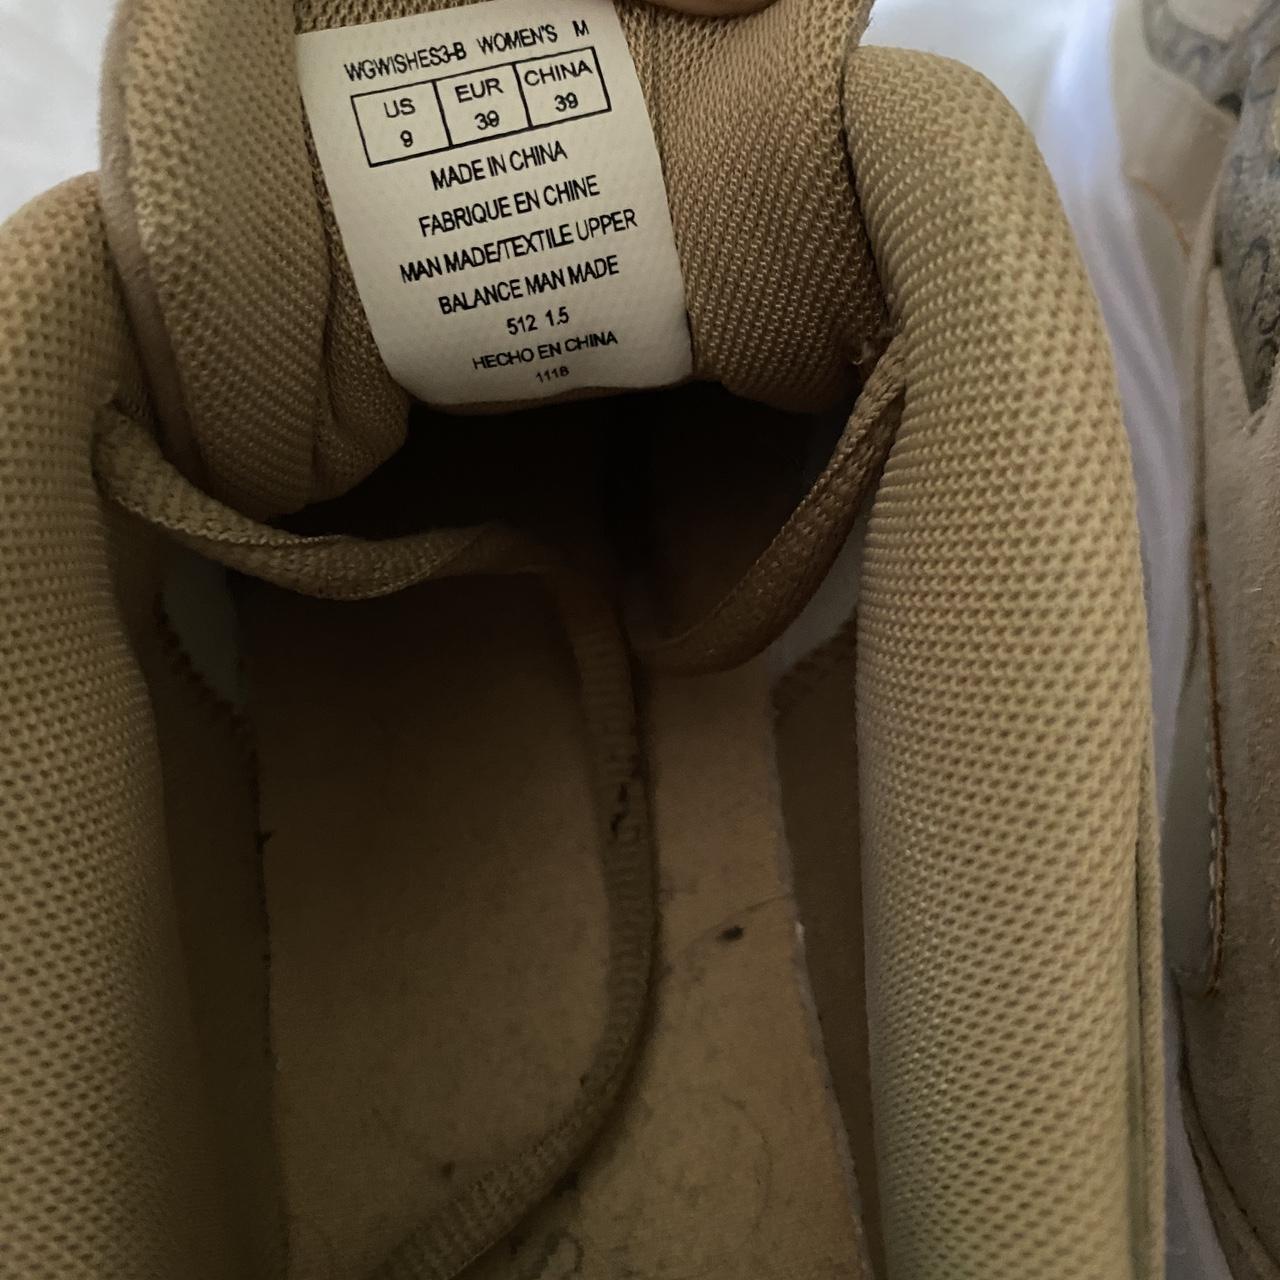 WGWISHES3-B WOMEN'S M
US EUR CHINA
9 39 39
MADE IN CHINA
FABRIQUE EN CHINE
MAN MADE/TEXTILE UPPER
BALANCE MAN MADE
512 1.5
HECHO EN CHINA
1118